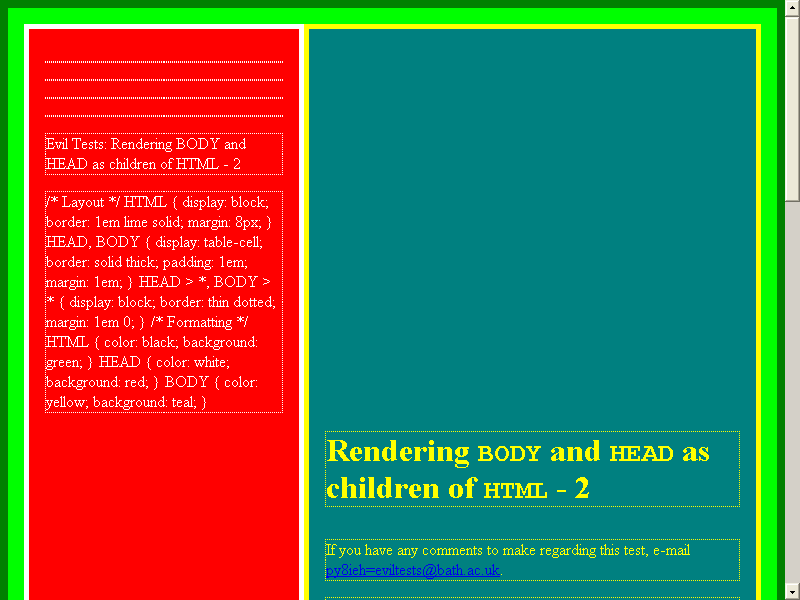 Evil Tests: Rendering BODY and
HEAD as children of HTML - 2
/* Layout */ HTML { display: block;
border: 1em lime solid; margin: 8px; }
HEAD, BODY { display: table-cell;
border: solid thick; padding: 1em;
margin: 1em; } HEAD > *, BODY >
* { display: block; border: thin dotted;
margin: 1em 0; } /* Formatting */
HTML { color: black; background:
green; } HEAD { color: white;
background: red; } BODY { color:
yellow; background: teal; }
Rendering BODY and HEAD as
children of HTML - 2
If you have any comments to make regarding this test, e-mail
py8ieh=eviltests@bath.ac.uk.